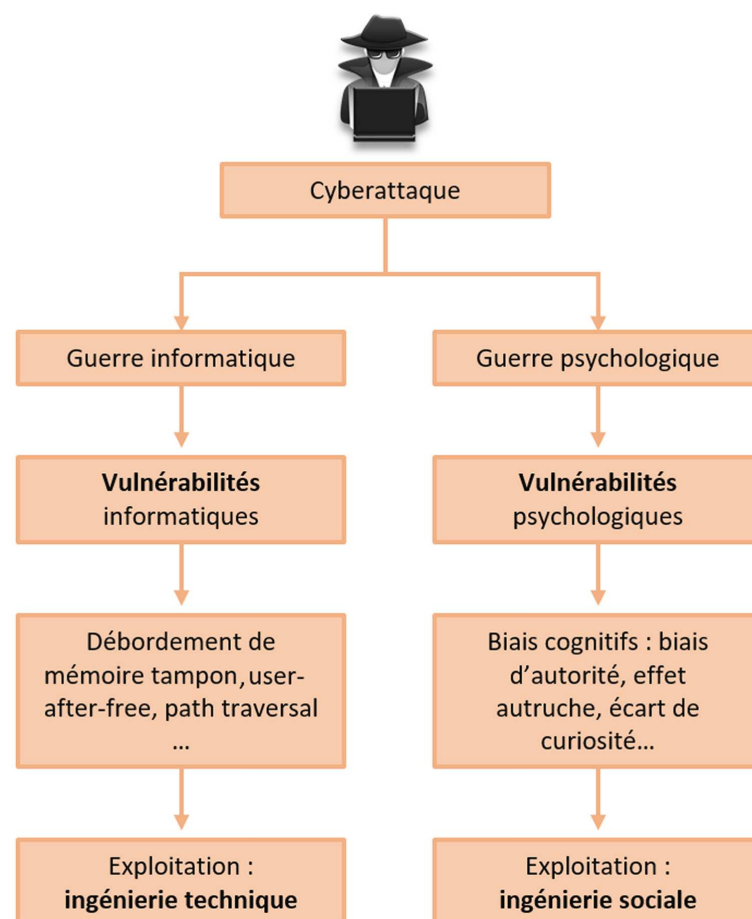 Cyberattaque
Guerre informatique
Vulnérabilités
informatiques
Débordement de
mémoire tampon, user-
after-free, path traversal
...
Exploitation :
ingénierie technique
Guerre psychologique
Vulnérabilités
psychologiques
Biais cognitifs : biais
d'autorité, effet
autruche, écart de
curiosité...
Exploitation :
ingénierie sociale